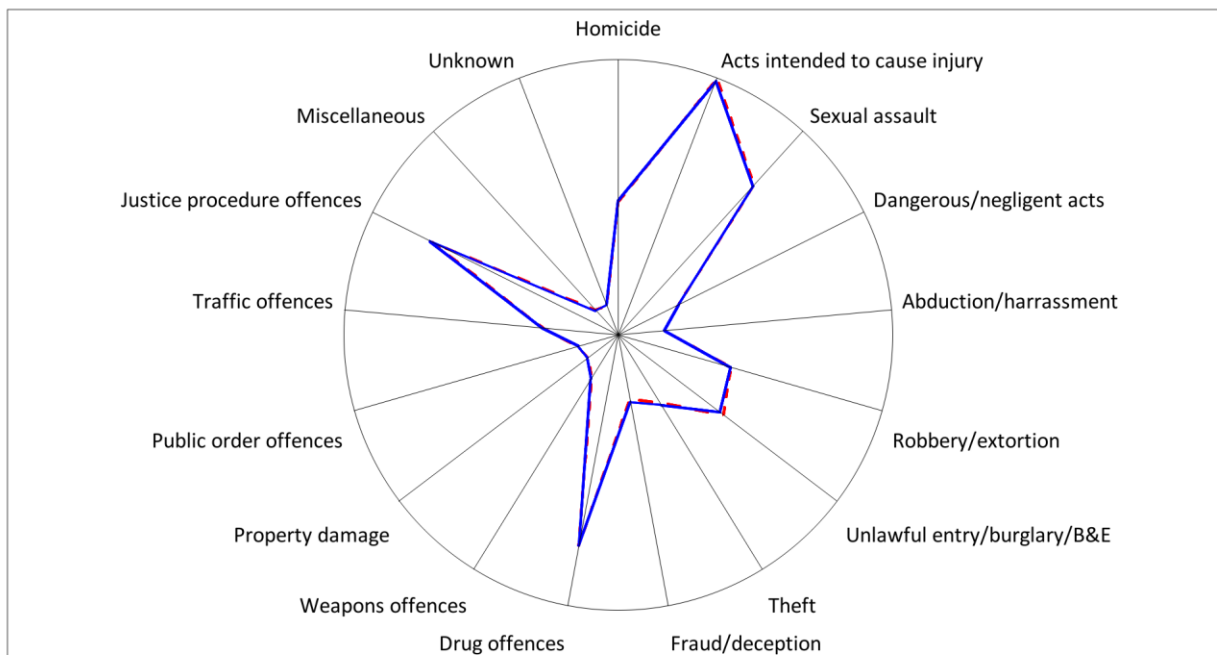 Homicide
Acts intended to cause injury
Sexual assault
Dangerous/negligent acts
Abduction/harrassment
Robbery/extortion
Unlawful entry/burglary/B&E
Theft
Fraud/deception
Drug offences
Weapons offences
Property damage
Public order offences
Traffic offences
Justice procedure offences
Miscellaneous
Unknown